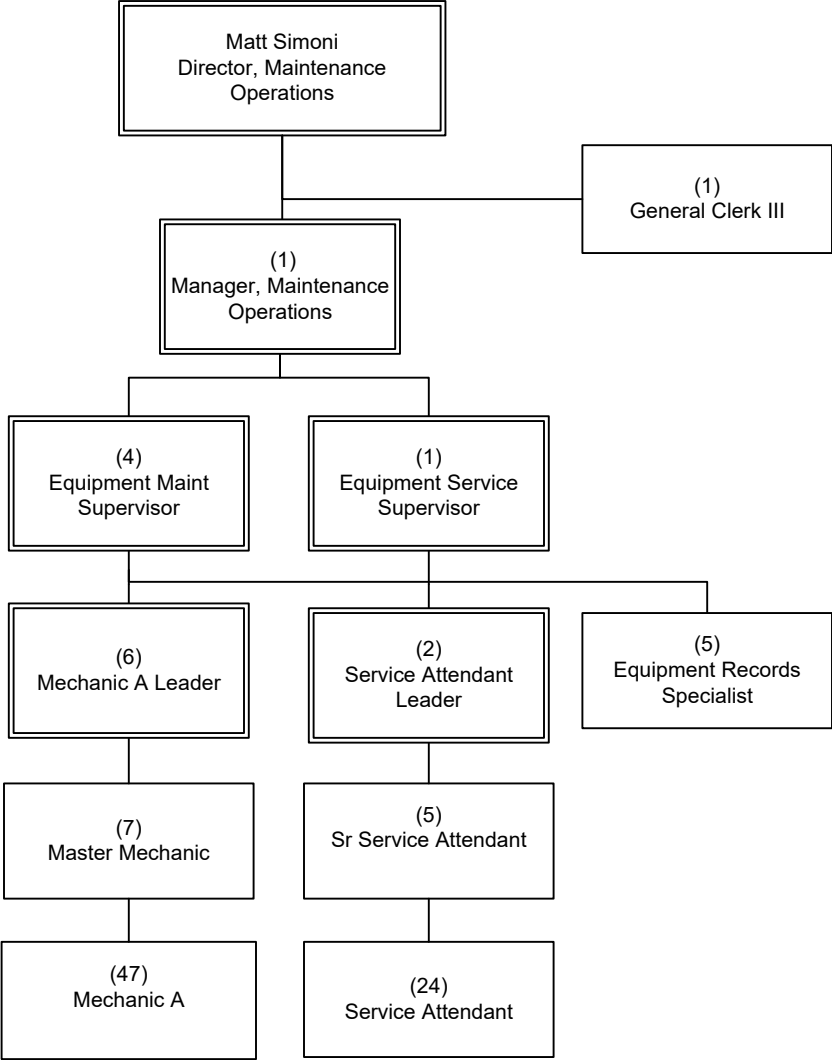 Matt Simoni
Director, Maintenance
Operations
(1)
General Clerk III
(1)
Manager, Maintenance
Operations
(4)
Equipment Maint
Supervisor
(1)
Equipment Service
Supervisor
(6)
Mechanic A Leader
(2)
Service Attendant
Leader
(5)
Equipment Records
Specialist
(7)
Master Mechanic
(5)
Sr Service Attendant
(47)
Mechanic A
(24)
Service Attendant